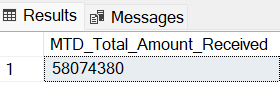 Results Messages
MTD_Total_Amount_Received
1 58074380